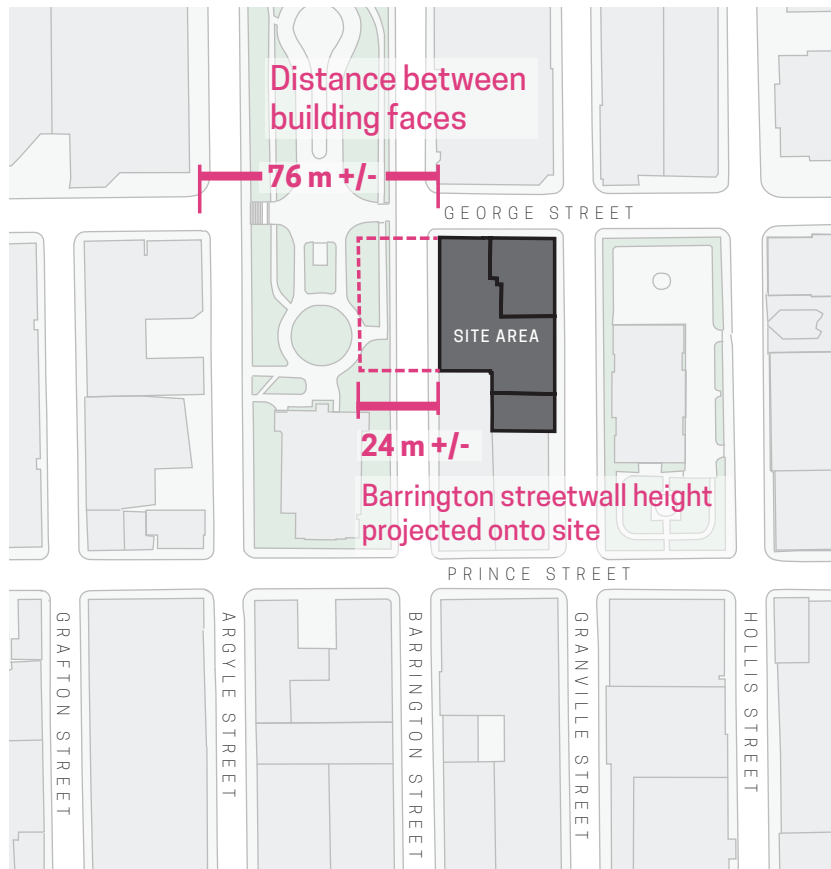 Distance between
building faces
76 m +/-
GEORGE STREET
SITE AREA
24 m +/-
Barrington streetwall height
projected onto site
PRINCE STREET
GRAFTON STREET
ARGYLE STREET
BARRINGTON STREET
GRANVILLE STREET
HOLLIS STREET